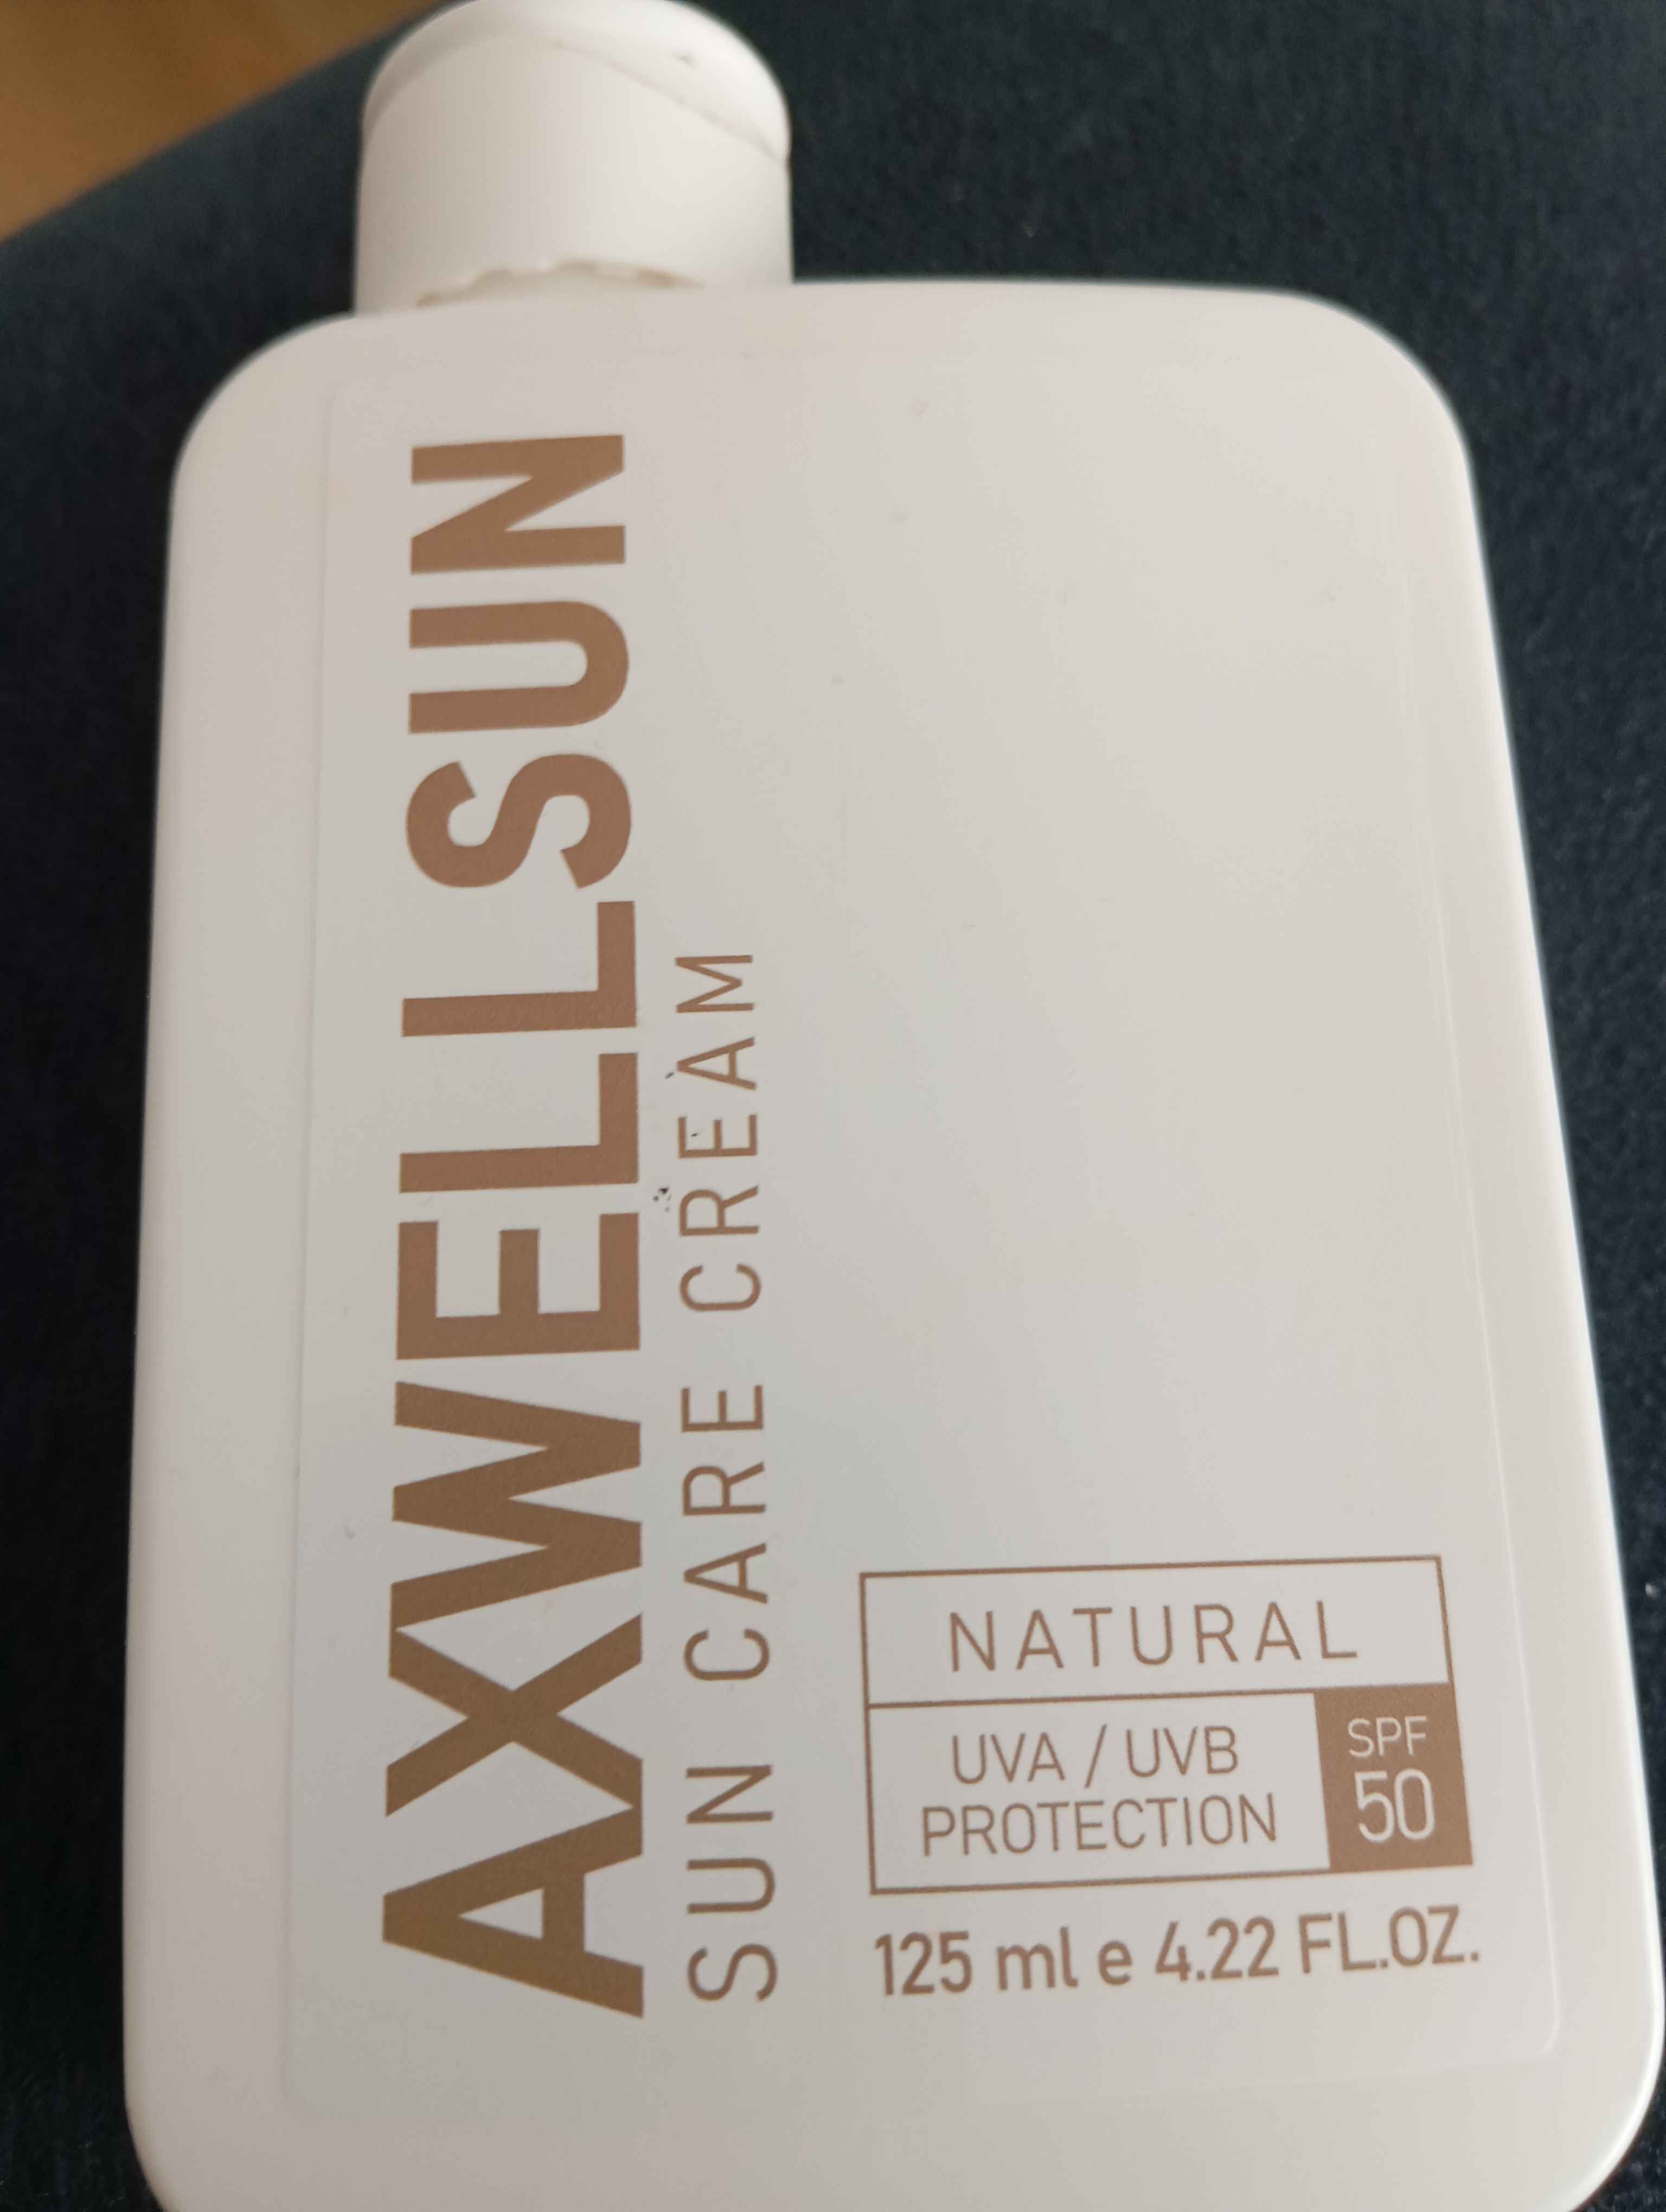 AXWELLSUN
SUN CARE CREAM
NATURAL
UVA / UVB
PROTECTION
SPF
50
125 ml e 4.22 FL.OZ.